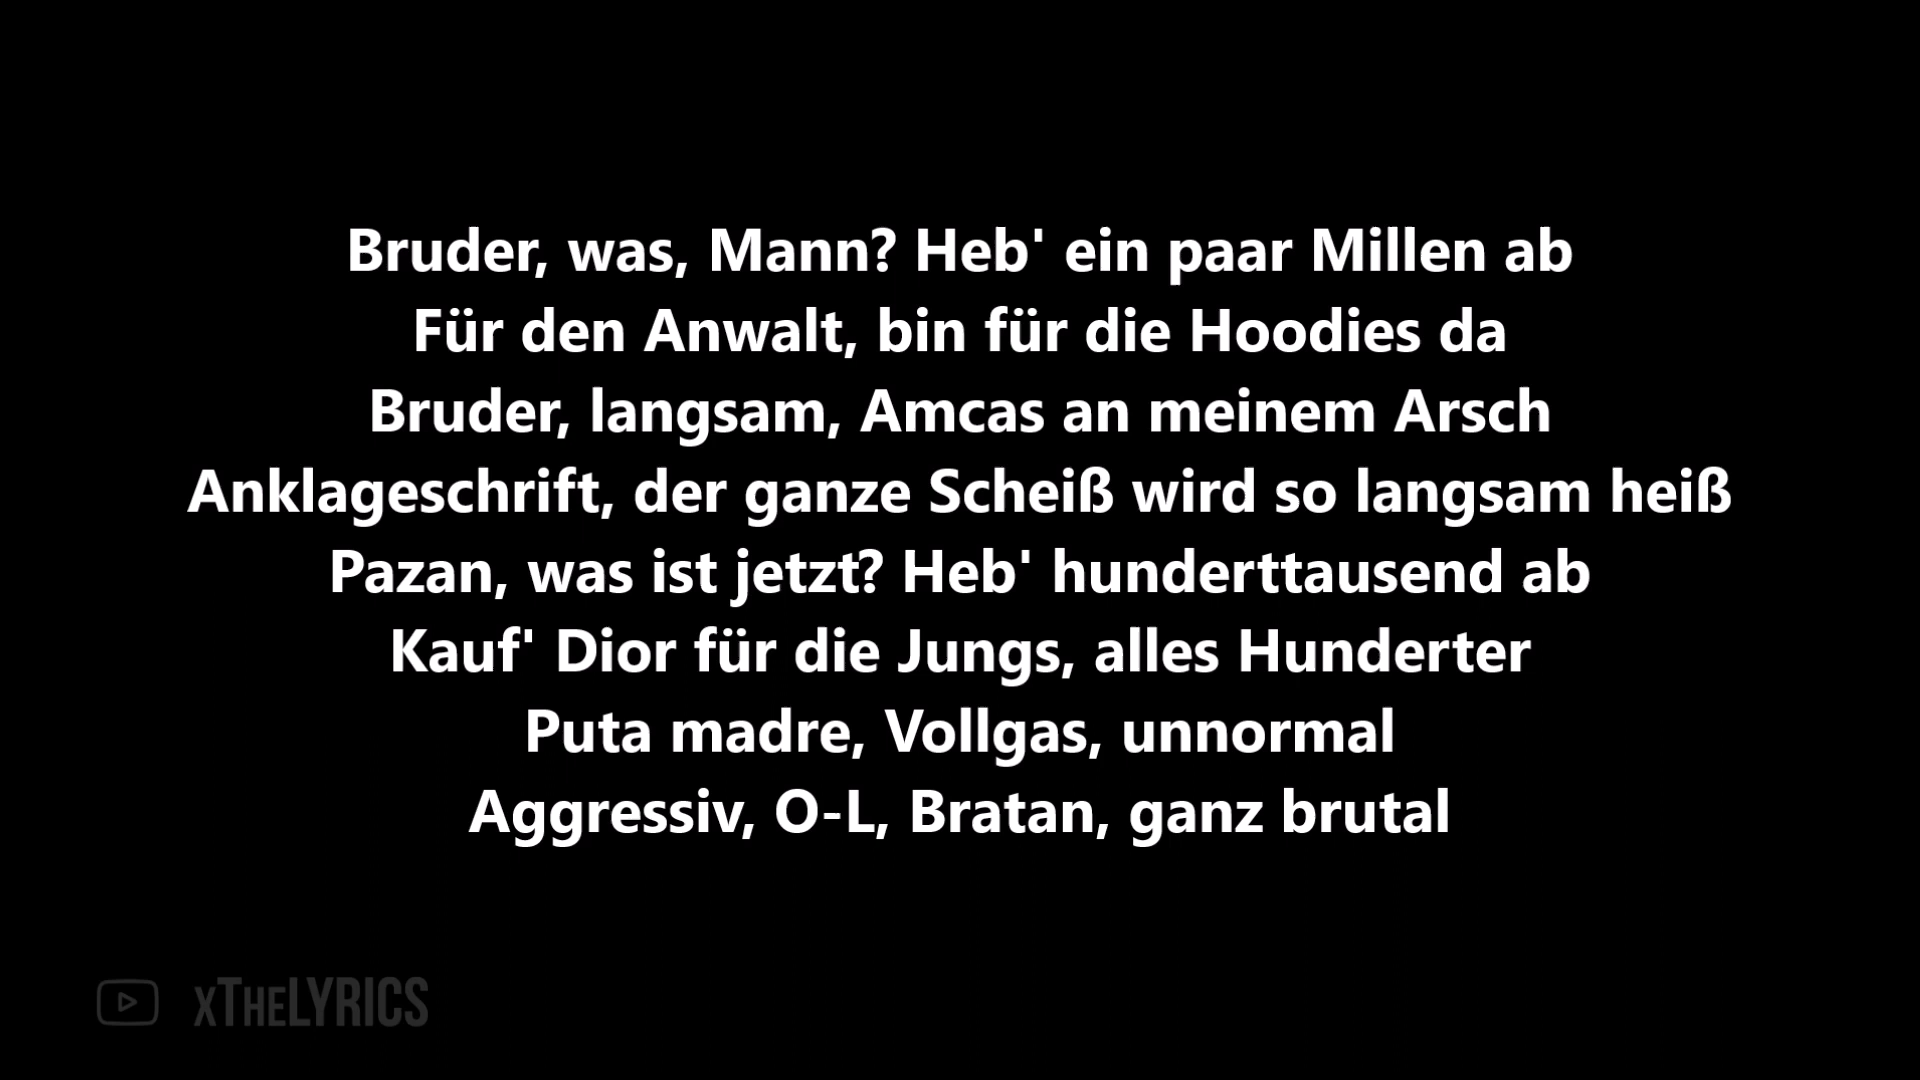 Bruder, was, Mann? Heb' ein paar Millen ab
Für den Anwalt, bin für die Hoodies da
Bruder, langsam, Amcas an meinem Arsch
Anklageschrift, der ganze Scheiß wird so langsam heiß
Pazan, was ist jetzt? Heb' hunderttausend ab
Kauf' Dior für die Jungs, alles Hunderter
Puta madre, Vollgas, unnormal
Aggressiv, O-L, Bratan, ganz brutal
xTheLYRICS